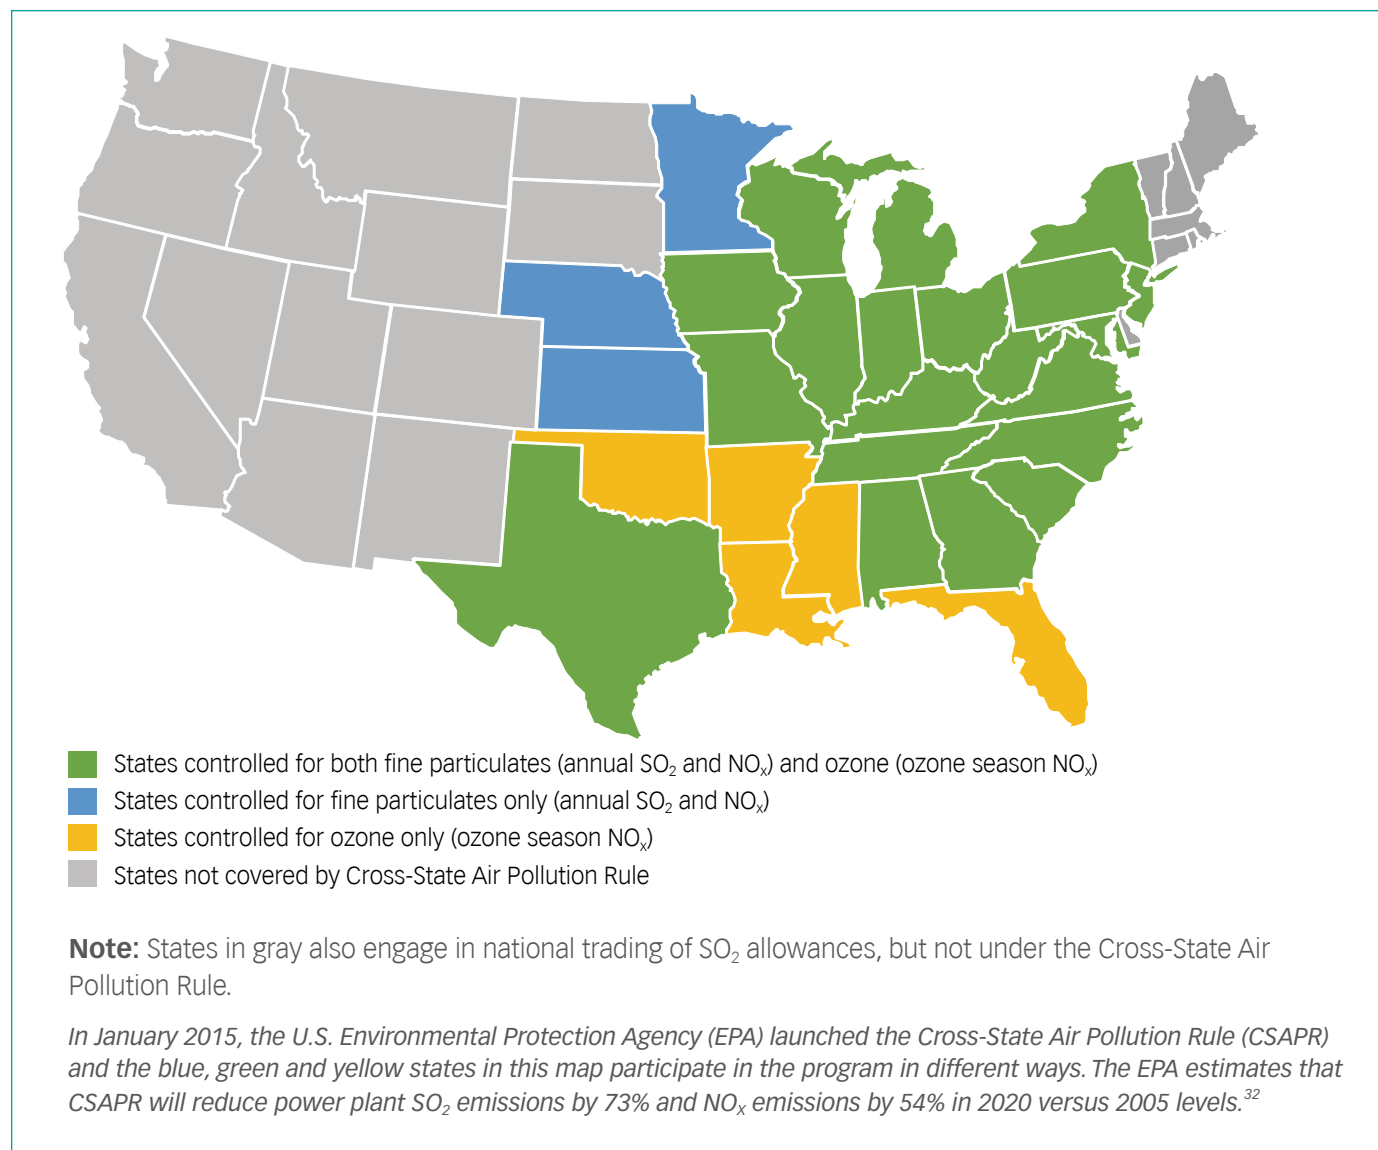 States controlled for both fine particulates (annual SO₂ and NOₓ) and ozone (ozone season NOₓ)
States controlled for fine particulates only (annual SO₂ and NOₓ)
States controlled for ozone only (ozone season NOₓ)
States not covered by Cross-State Air Pollution Rule
Note: States in gray also engage in national trading of SO₂ allowances, but not under the Cross-State Air
Pollution Rule.
In January 2015, the U.S. Environmental Protection Agency (EPA) launched the Cross-State Air Pollution Rule (CSAPR)
and the blue, green and yellow states in this map participate in the program in different ways. The EPA estimates that
CSAPR will reduce power plant SO₂ emissions by 73% and NOₓ emissions by 54% in 2020 versus 2005 levels.³²